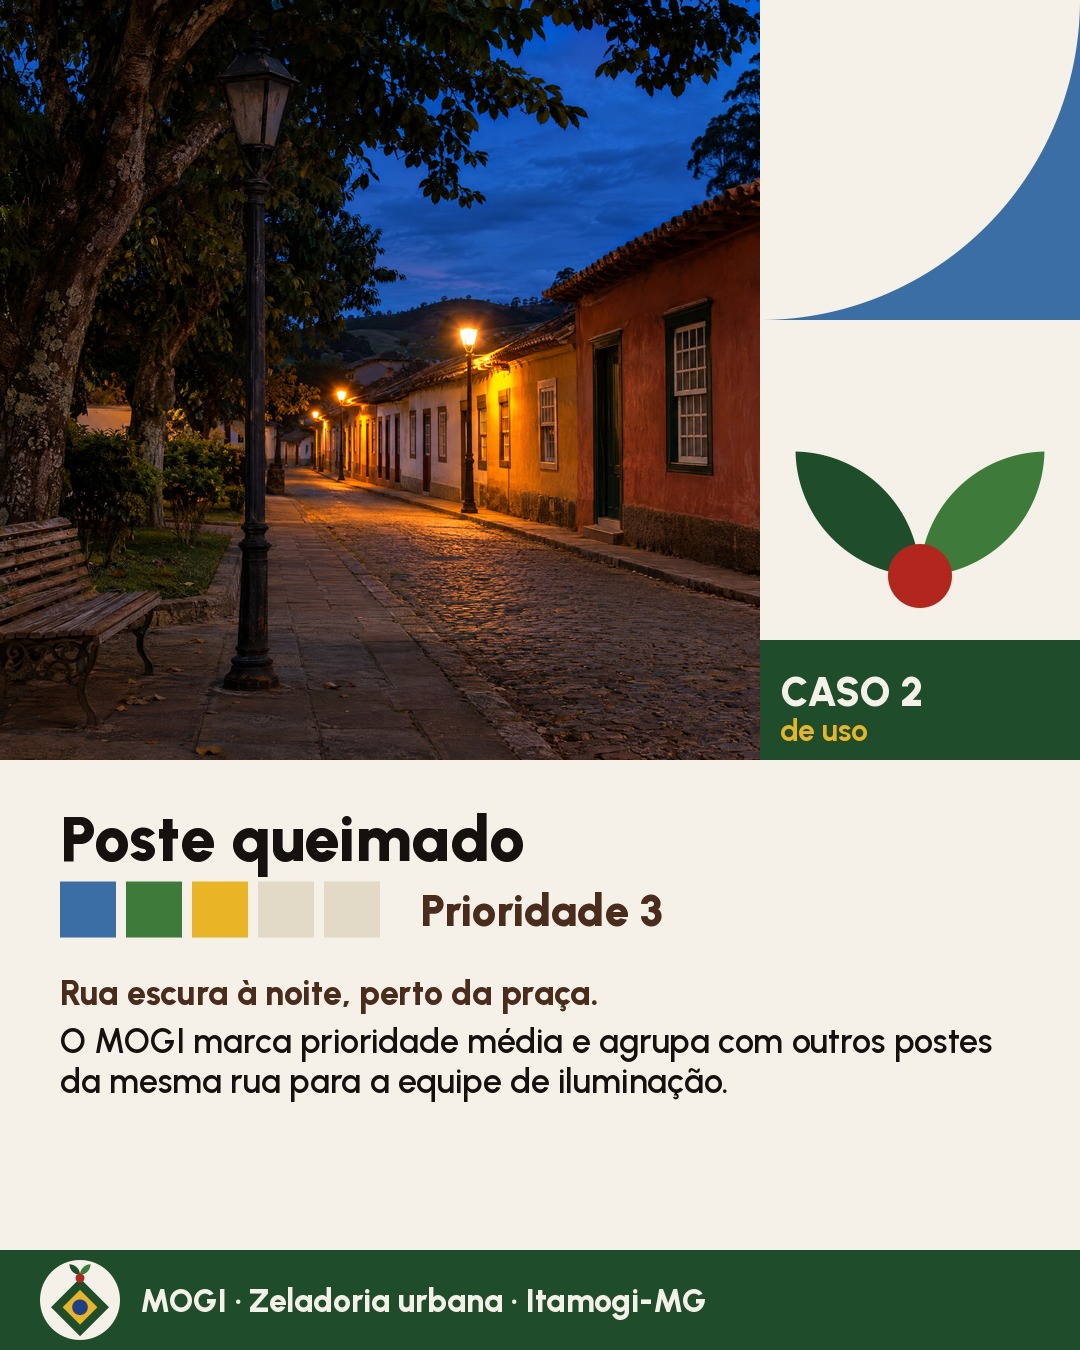 CASO 2
de uso
Poste queimado
Prioridade 3
Rua escura à noite, perto da praça.
O MOGI marca prioridade média e agrupa com outros postes
da mesma rua para a equipe de iluminação.
MOGI · Zeladoria urbana · Itamogi-MG